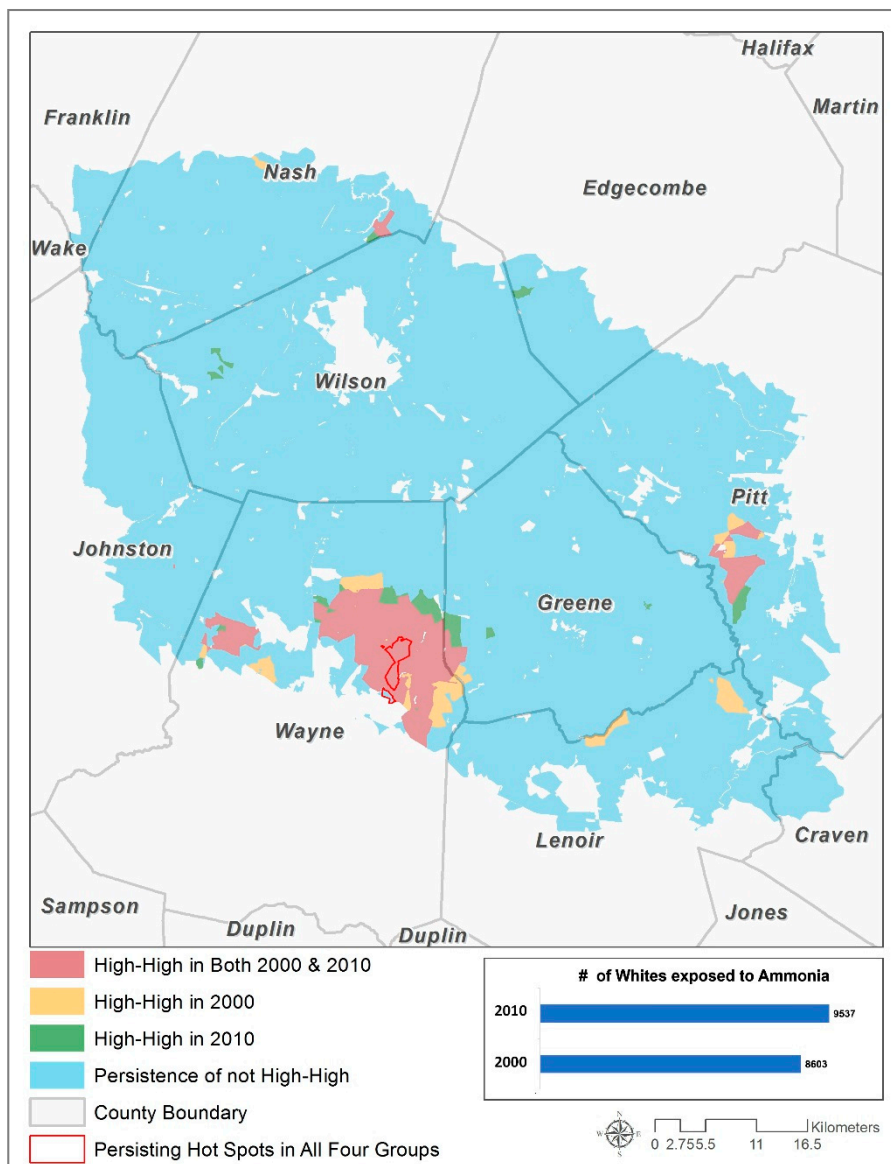 Halifax
Franklin
Martin
Nash
Edgecombe
Wake
Wilson
Pitt
Johnston
Greene
Wayne
Lenoir
Craven
Sampson
Jones
Duplin
Duplin
High-High in Both 2000 & 2010
High-High in 2000
High-High in 2010
Persistence of not High-High
County Boundary
Persisting Hot Spots in All Four Groups
# of Whites exposed to Ammonia
2010
9537
2000
8603
N
W E
S
Kilometers
0 2.755.5 11 16.5